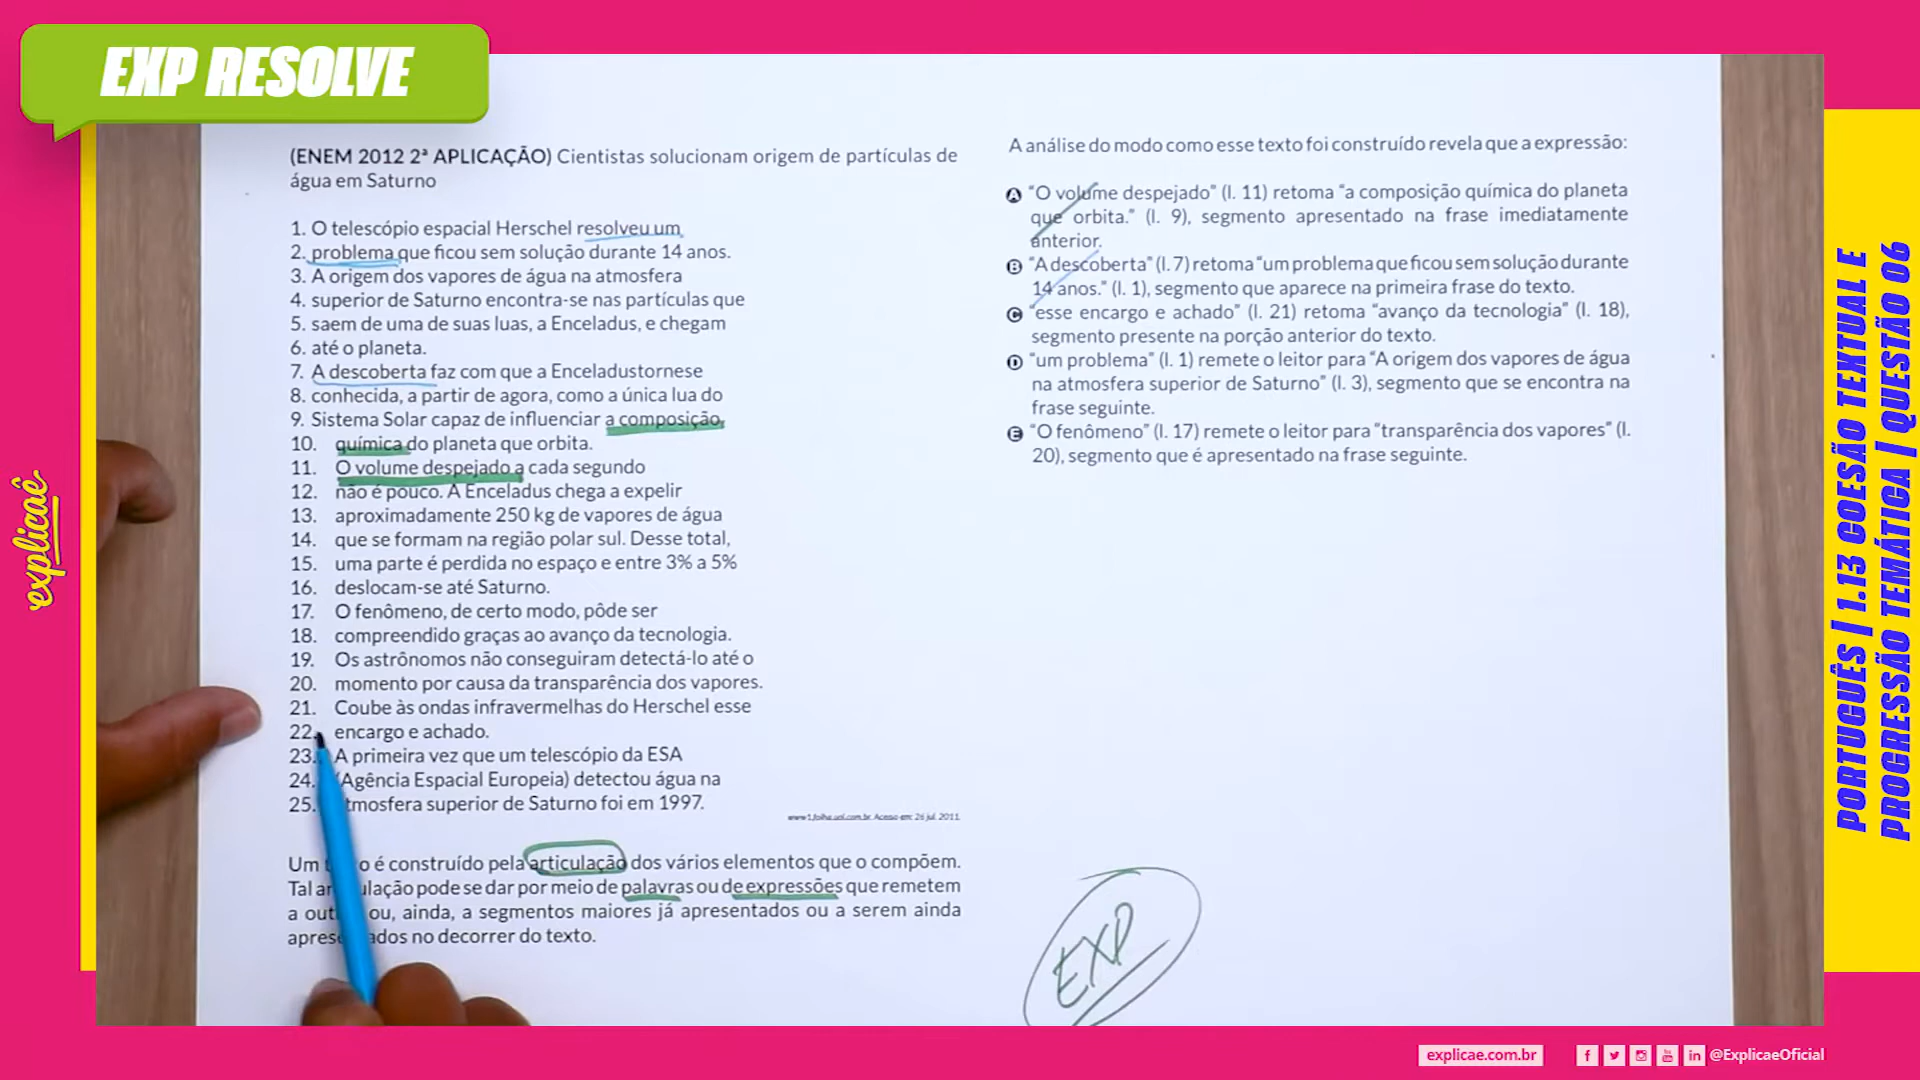 EXP RESOLVE
(ENEM 2012 2ª APLICAÇÃO) Cientistas solucionam origem de partículas de
água em Saturno
1. O telescópio espacial Herschel resolveu um
2. problema que ficou sem solução durante 14 anos.
3. A origem dos vapores de água na atmosfera
4. superior de Saturno encontra-se nas partículas que
5. saem de uma de suas luas, a Enceladus, e chegam
6. até o planeta.
7. A descoberta faz com que a Enceladustornese
8. conhecida, a partir de agora, como a única lua do
9. Sistema Solar capaz de influenciar a composição
10. química do planeta que orbita.
11. O volume despejado a cada segundo
12. não é pouco. A Enceladus chega a expelir
13. aproximadamente 250 kg de vapores de água
14. que se formam na região polar sul. Desse total,
15. uma parte é perdida no espaço e entre 3% a 5%
16. deslocam-se até Saturno.
17. O fenômeno, de certo modo, pôde ser
18. compreendido graças ao avanço da tecnologia.
19. Os astrônomos não conseguiram detectá-lo até o
20. momento por causa da transparência dos vapores.
21. Coube às ondas infravermelhas do Herschel esse
22. encargo e achado.
23. A primeira vez que um telescópio da ESA
24. (Agência Espacial Europeia) detectou água na
25. tmosfera superior de Saturno foi em 1997.
www1.folha.uol.com.br. Acesso em: 26 jul. 2011.
Um o é construído pela articulação dos vários elementos que o compõem.
Tal ulação pode se dar por meio de palavras ou de expressões que remetem
a ou, ainda, a segmentos maiores já apresentados ou a serem ainda
ados no decorrer do texto.
A análise do modo como esse texto foi construído revela que a expressão:
A “O volume despejado” (l. 11) retoma “a composição química do planeta
que orbita.” (l. 9), segmento apresentado na frase imediatamente
anterior.
B “A descoberta” (l.7) retoma “um problema que ficou sem solução durante
14 anos.” (l. 1), segmento que aparece na primeira frase do texto.
C “esse encargo e achado” (l. 21) retoma “avanço da tecnologia” (l. 18),
segmento presente na porção anterior do texto.
D “um problema” (l. 1) remete o leitor para “A origem dos vapores de água
na atmosfera superior de Saturno” (l. 3), segmento que se encontra na
frase seguinte.
E “O fenômeno” (l. 17) remete o leitor para “transparência dos vapores” (l.
20), segmento que é apresentado na frase seguinte.
EXP
explicaê
PORTUGUÊS | 1.13 COESÃO TEXTUAL E
PROGRESSÃO TEMÁTICA | QUESTÃO 06
explicae.com.br
@ExplicaeOficial